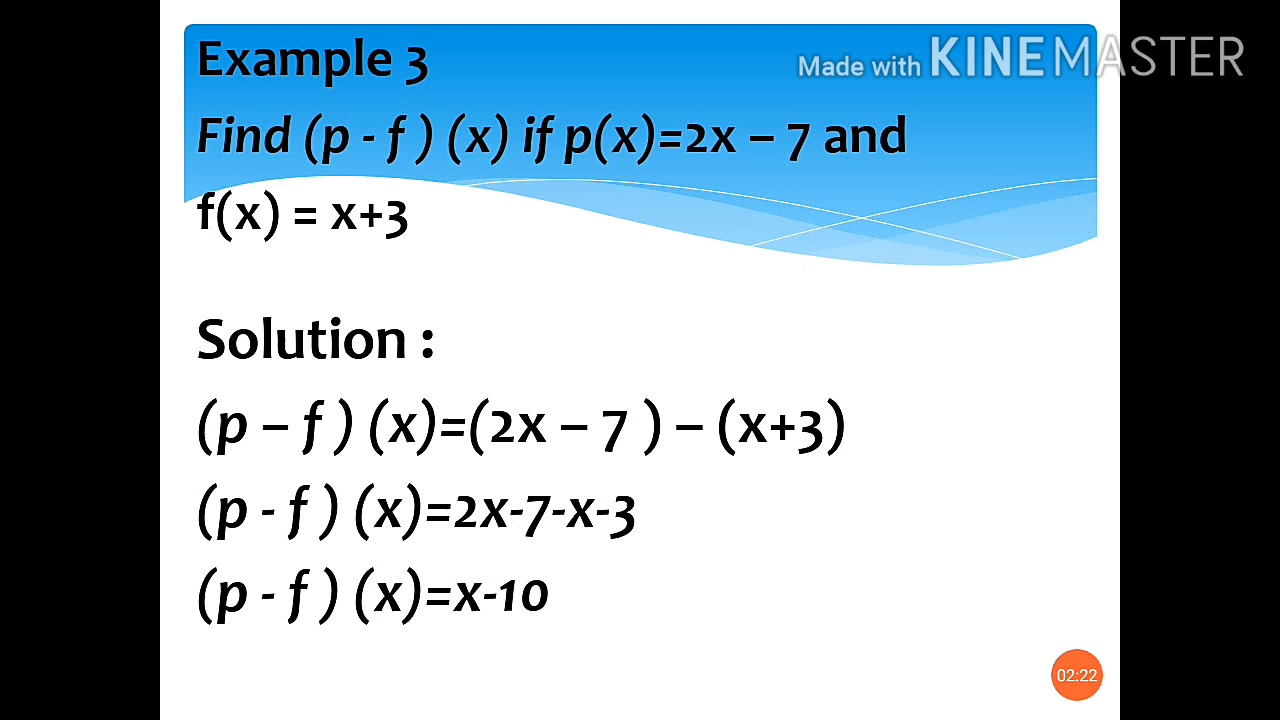 Example 3
Made with KINEMASTER
Find (p - f ) (x) if p(x)=2x – 7 and
f(x) = x+3
Solution :
(p – f ) (x)=(2x – 7 ) – (x+3)
(p - f ) (x)=2x-7-x-3
(p - f ) (x)=x-10
02:22